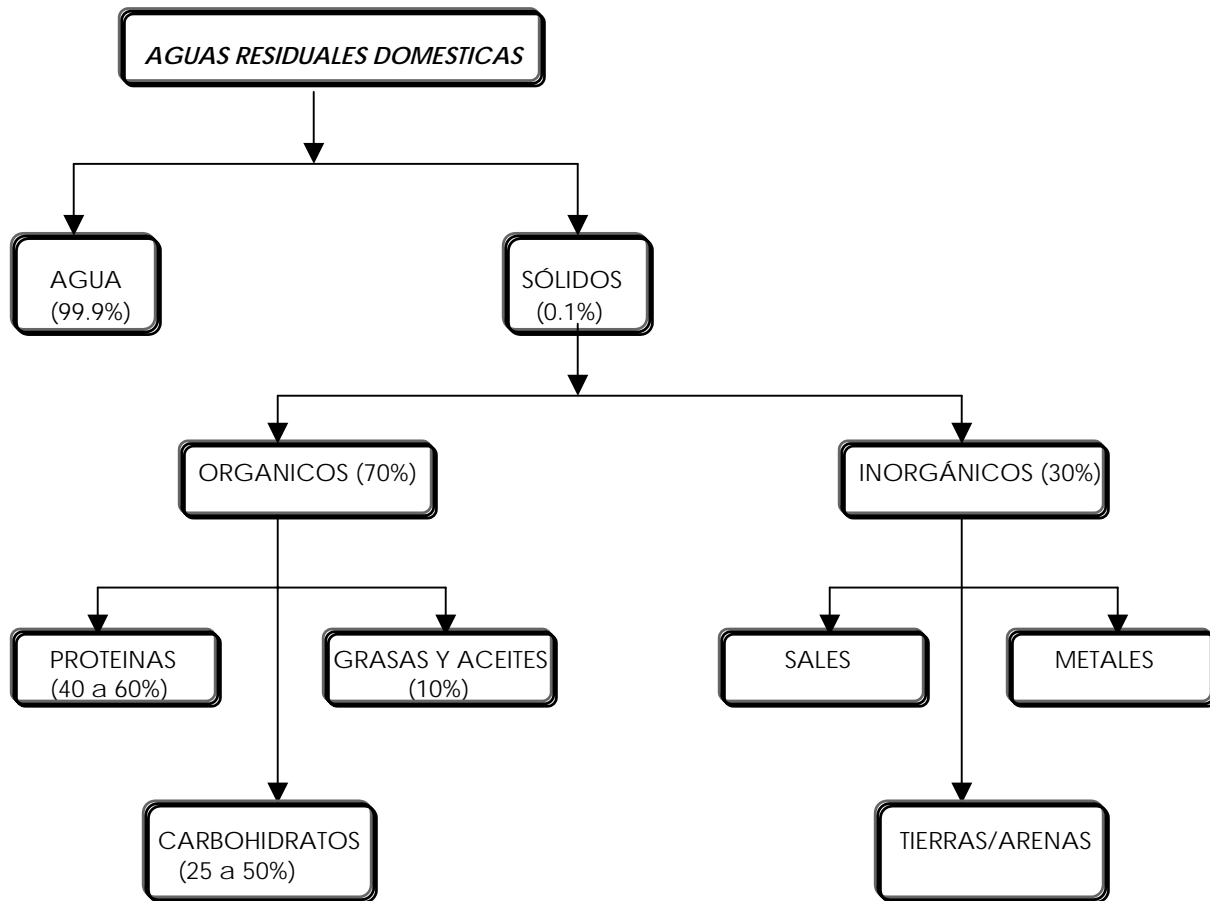 AGUAS RESIDUALES DOMESTICAS
AGUA
(99.9%)
SÓLIDOS
(0.1%)
ORGANICOS (70%)
INORGÁNICOS (30%)
PROTEINAS
(40 a 60%)
GRASAS Y ACEITES
(10%)
SALES
METALES
CARBOHIDRATOS
(25 a 50%)
TIERRAS/ARENAS